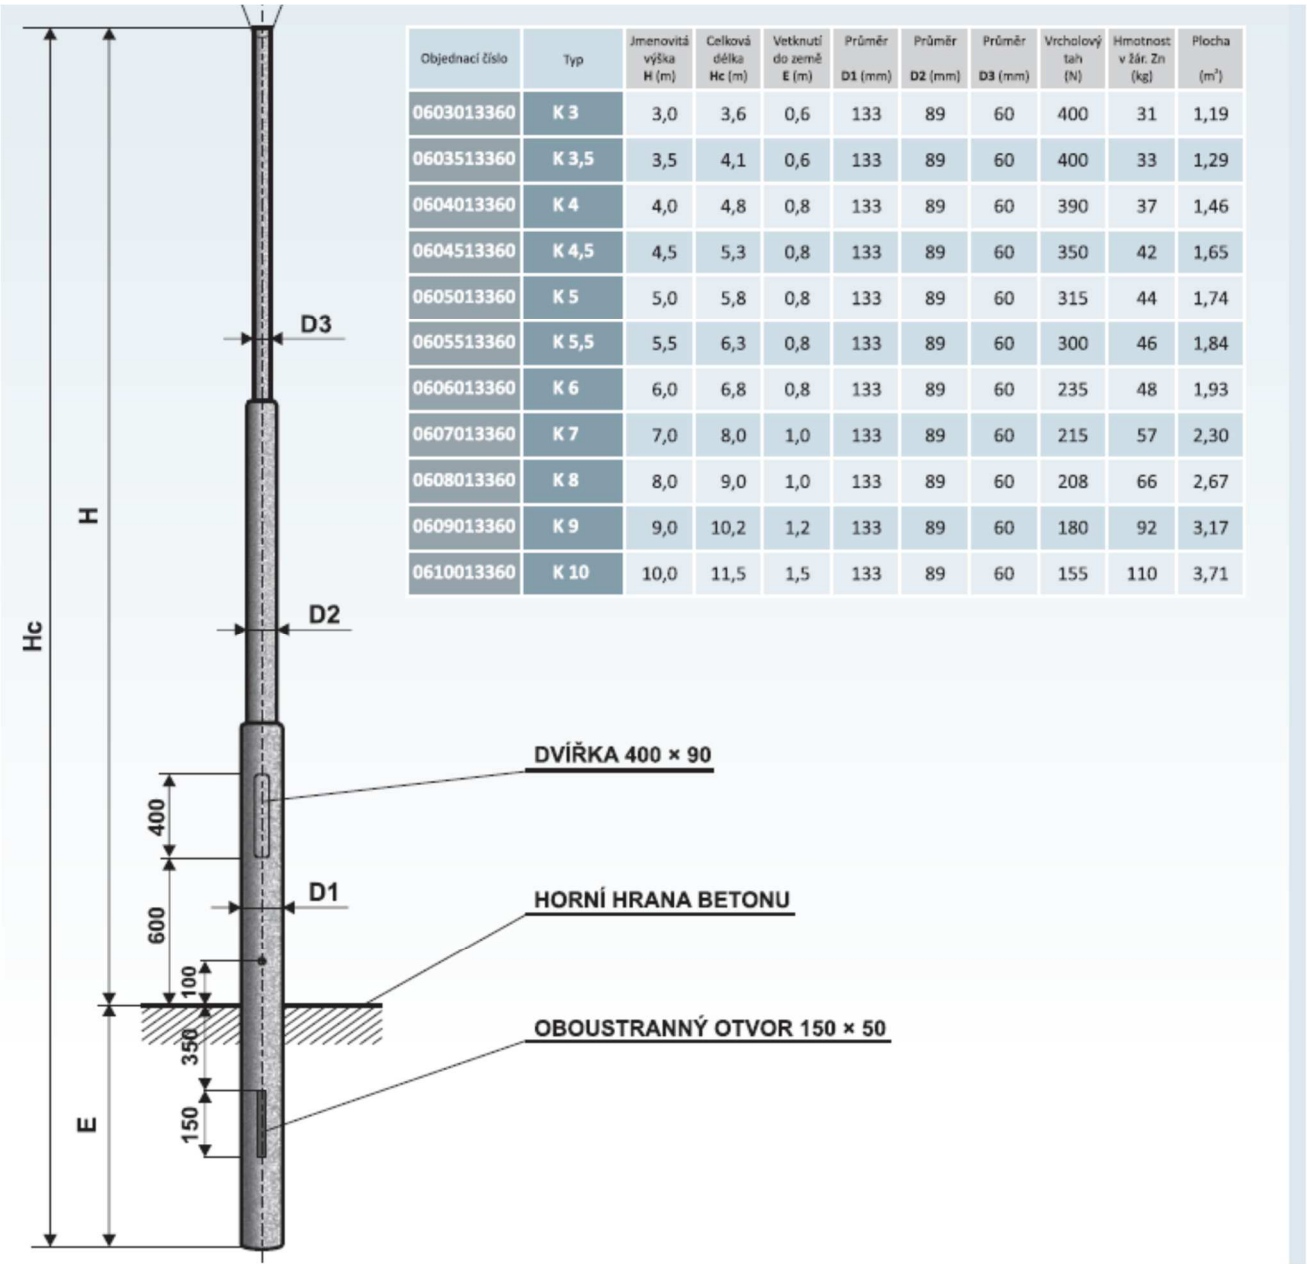 Objednací číslo Typ Jmenovitá výška H (m) Celková délka Hc (m) Vetknutí do země E (m) Průměr D1 (mm) Průměr D2 (mm) Průměr D3 (mm) Vrcholový tah (N) Hmotnost v žár. Zn (kg) Plocha (m²)
0603013360 K 3 3,0 3,6 0,6 133 89 60 400 31 1,19
0603513360 K 3,5 3,5 4,1 0,6 133 89 60 400 33 1,29
0604013360 K 4 4,0 4,8 0,8 133 89 60 390 37 1,46
0604513360 K 4,5 4,5 5,3 0,8 133 89 60 350 42 1,65
0605013360 K 5 5,0 5,8 0,8 133 89 60 315 44 1,74
0605513360 K 5,5 5,5 6,3 0,8 133 89 60 300 46 1,84
0606013360 K 6 6,0 6,8 0,8 133 89 60 235 48 1,93
0607013360 K 7 7,0 8,0 1,0 133 89 60 215 57 2,30
0608013360 K 8 8,0 9,0 1,0 133 89 60 208 66 2,67
0609013360 K 9 9,0 10,2 1,2 133 89 60 180 92 3,17
0610013360 K 10 10,0 11,5 1,5 133 89 60 155 110 3,71
D3
H
D2
Hc
DVÍŘKA 400 × 90
400
D1
HORNÍ HRANA BETONU
600
100
OBOUSTRANNÝ OTVOR 150 × 50
350
E
150